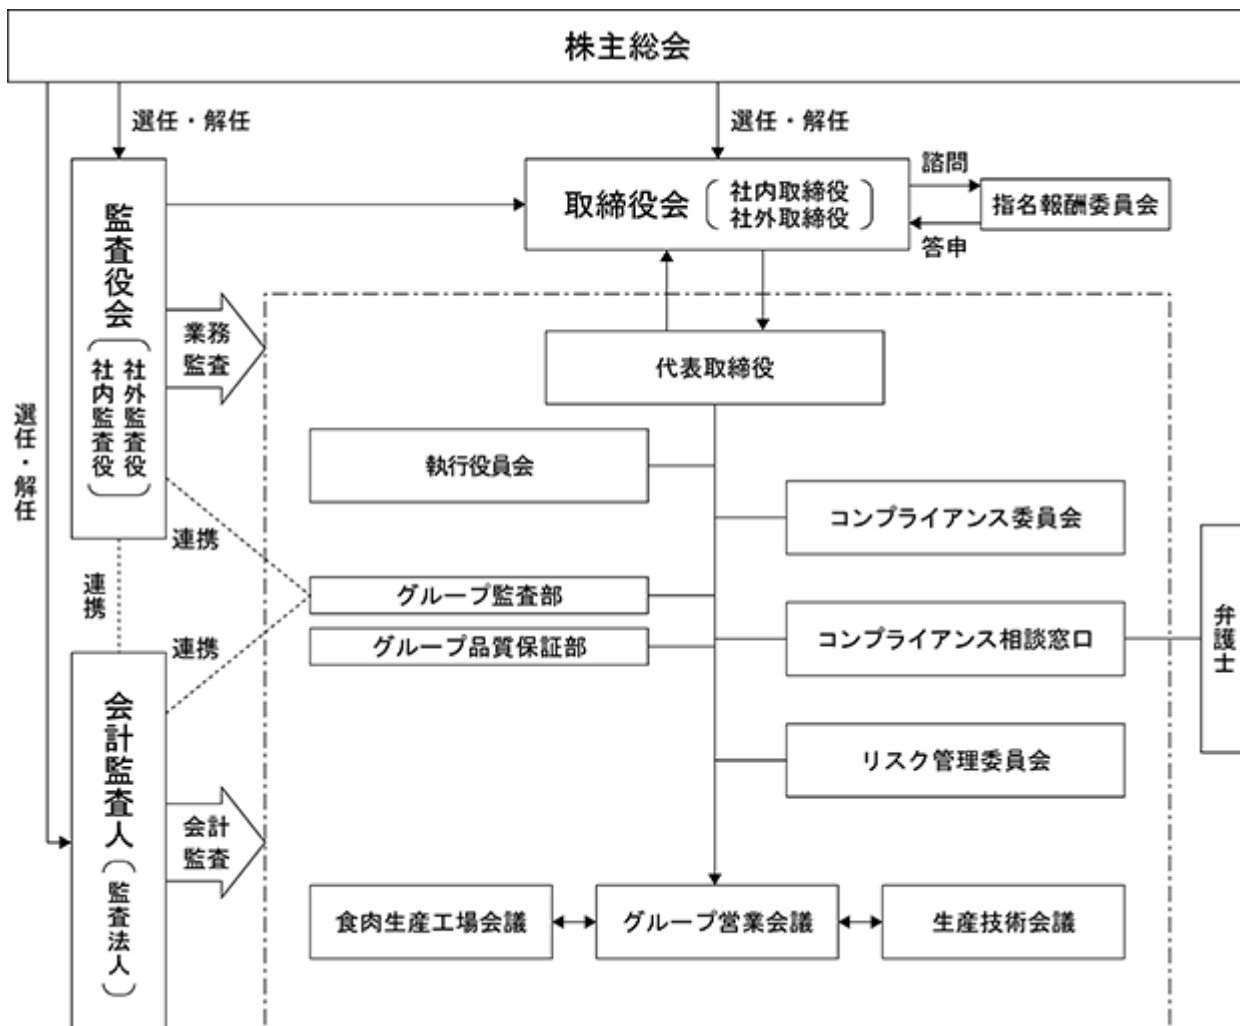 株主総会
選任・解任
選任・解任
選任・解任
監査役会
社外監査役
社内監査役
取締役会
社内取締役
社外取締役
諮問
答申
指名報酬委員会
業務
監査
代表取締役
執行役員会
コンプライアンス委員会
連携
連携
連携
グループ監査部
グループ品質保証部
コンプライアンス相談窓口
弁護士
リスク管理委員会
会計監査人
監査法人
会計
監査
食肉生産工場会議
グループ営業会議
生産技術会議